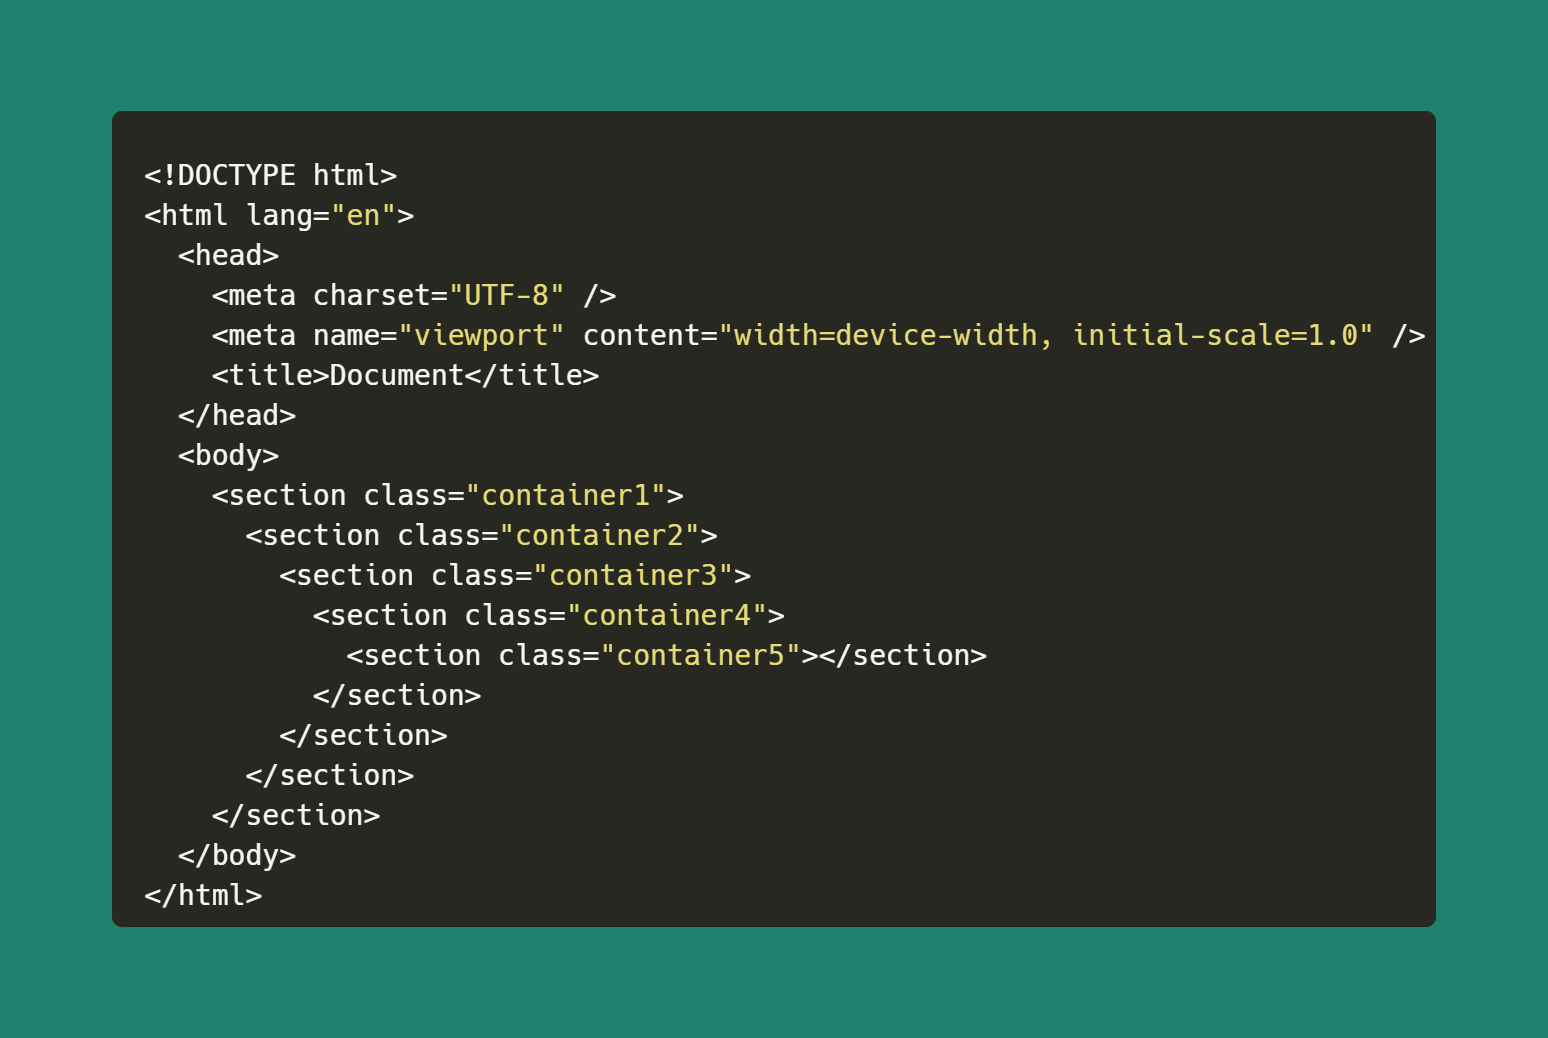 <!DOCTYPE html>
<html lang="en">
  <head>
    <meta charset="UTF-8" />
    <meta name="viewport" content="width=device-width, initial-scale=1.0" />
    <title>Document</title>
  </head>
  <body>
    <section class="container1">
      <section class="container2">
        <section class="container3">
          <section class="container4">
            <section class="container5"></section>
          </section>
        </section>
      </section>
    </section>
  </body>
</html>